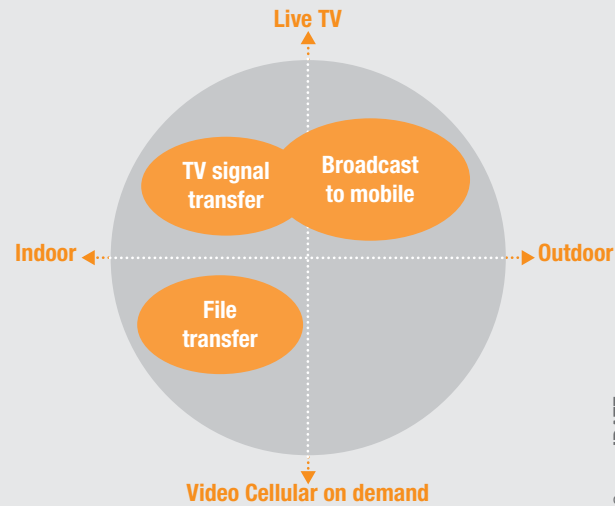 Live TV
TV signal
transfer
Broadcast
to mobile
Indoor
Outdoor
File
transfer
Video Cellular on demand